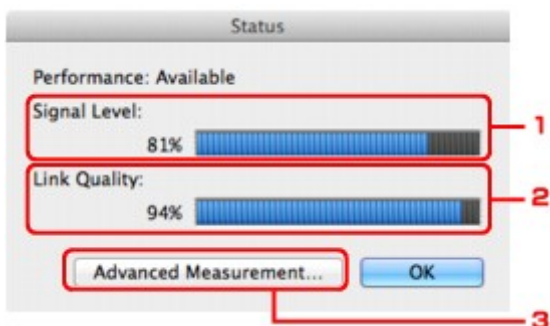 Status
Performance: Available
Signal Level:
81%
1
Link Quality:
94%
2
Advanced Measurement... OK
3